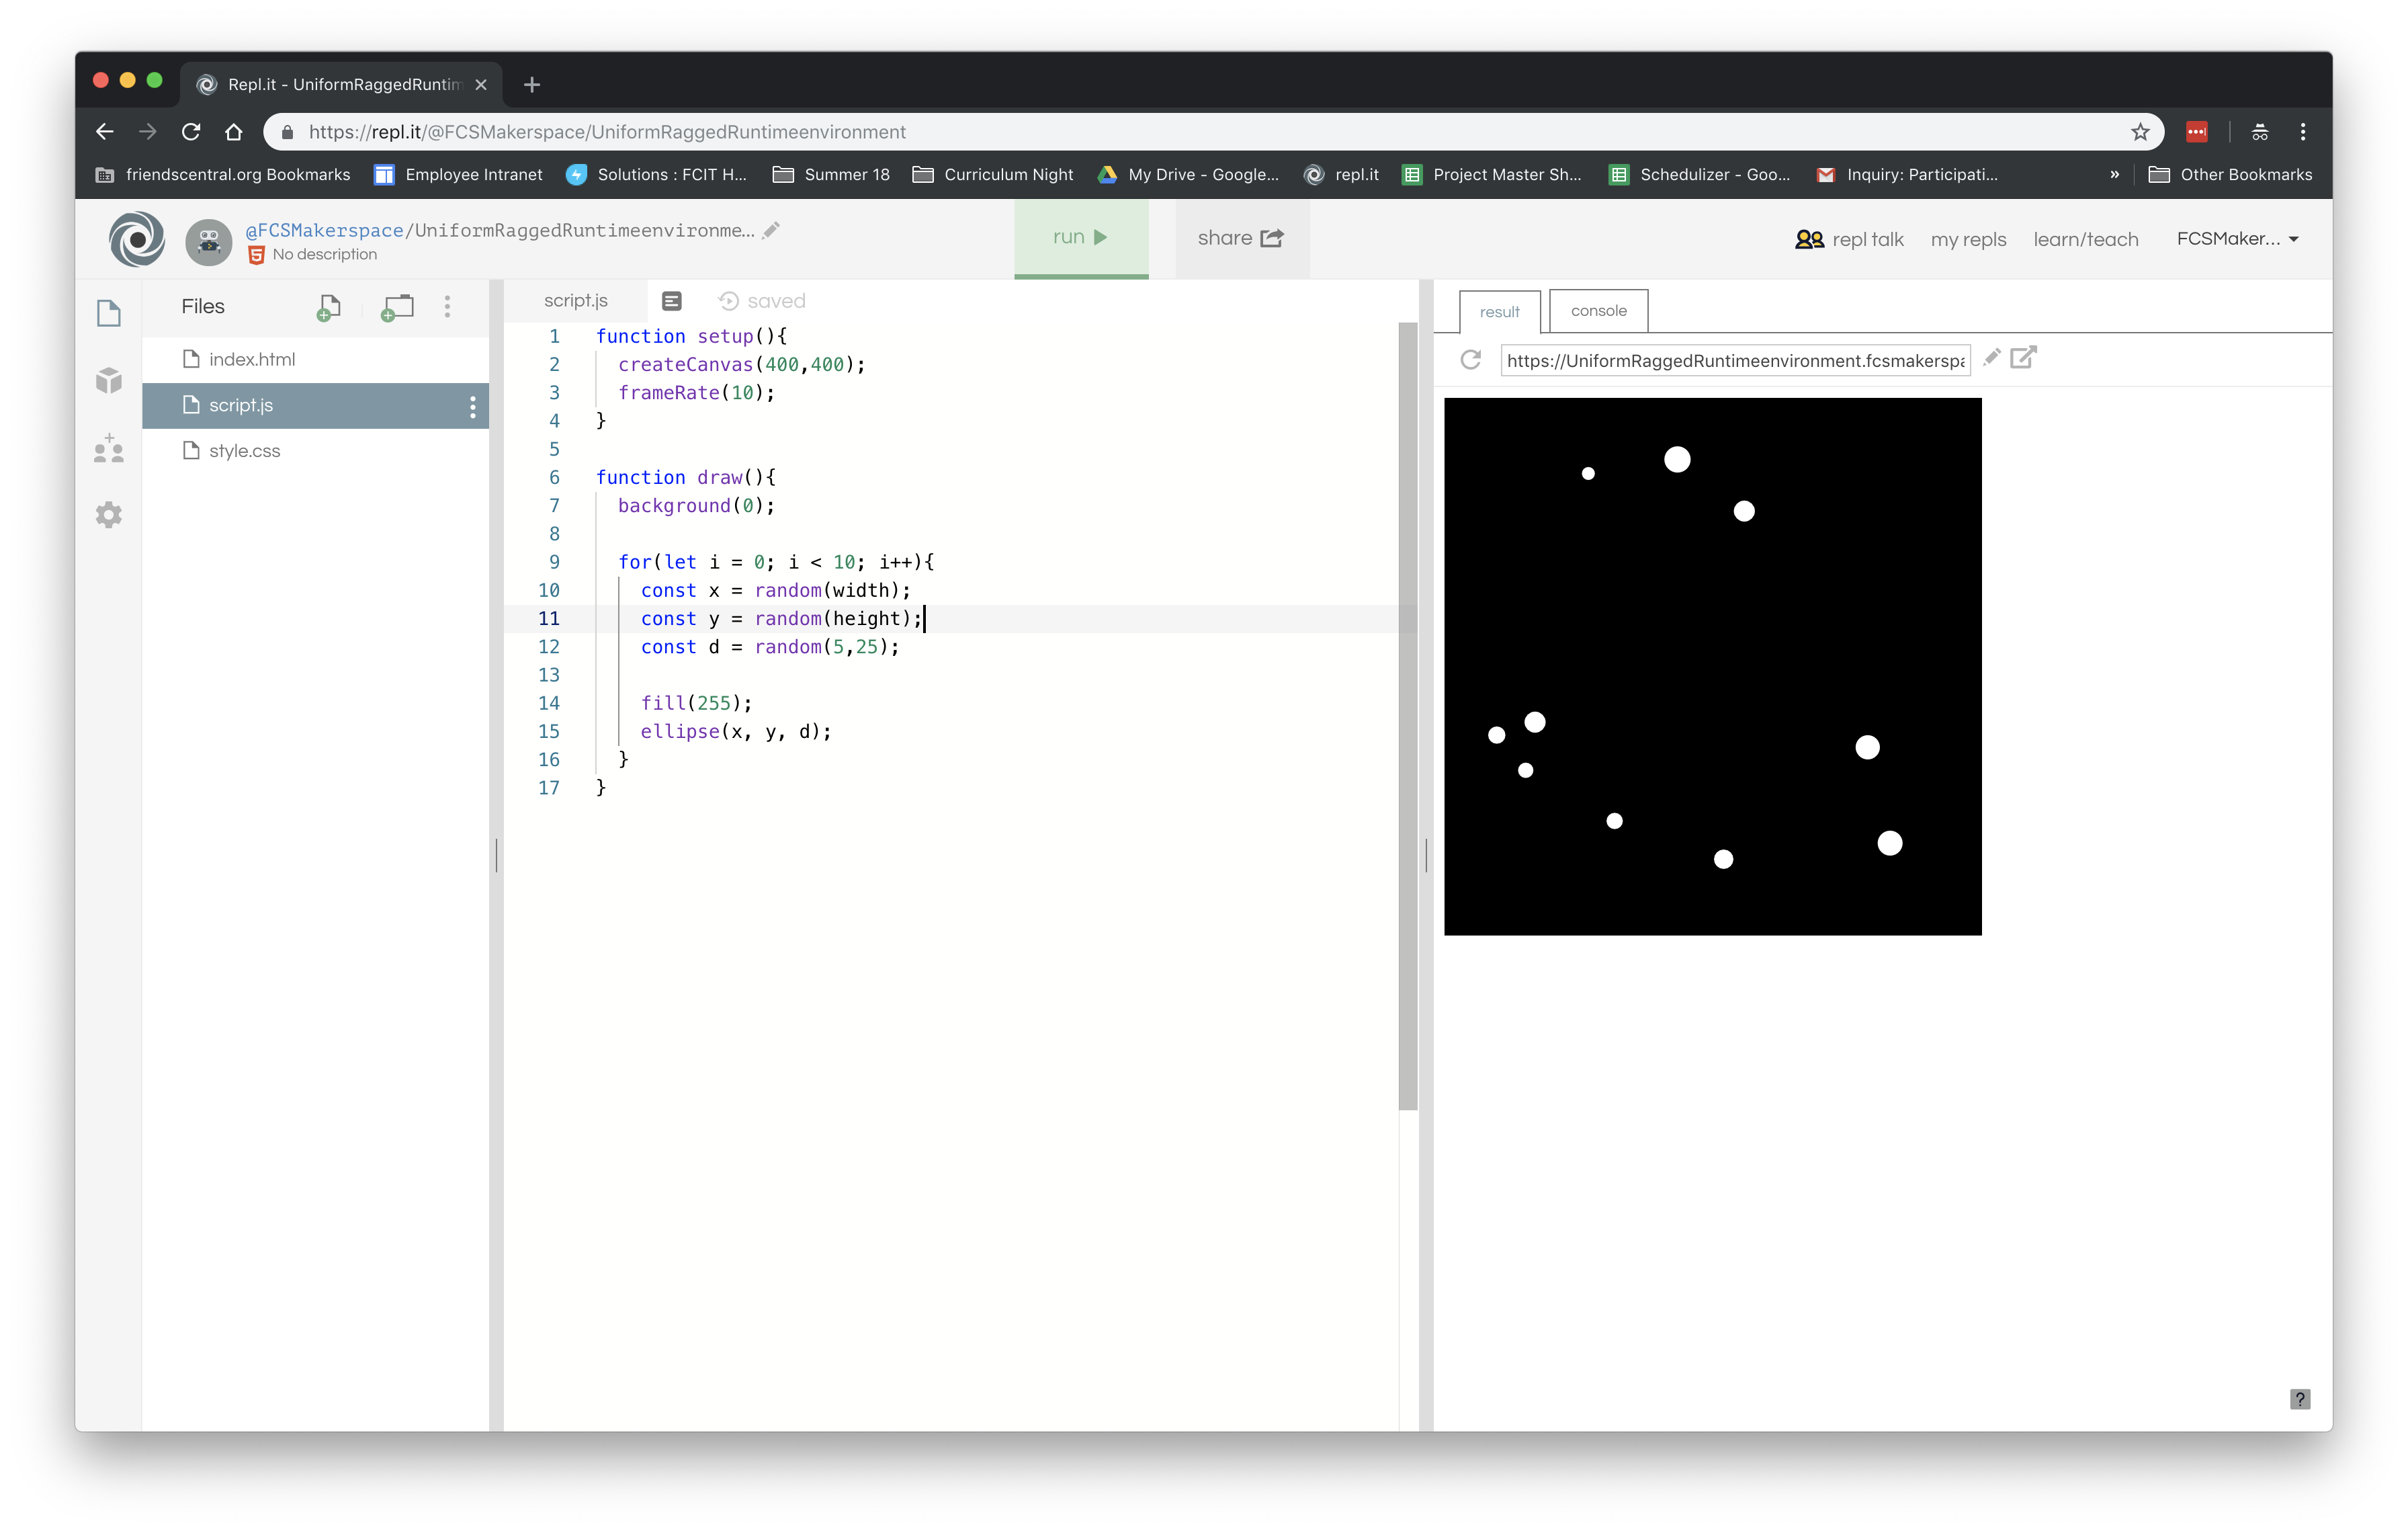 Repl.it - UniformRaggedRuntim
https://repl.it/@FCSMakerspace/UniformRaggedRuntimeenvironment
friendscentral.org Bookmarks Employee Intranet Solutions : FCIT H... Summer 18 Curriculum Night My Drive - Google... repl.it Project Master Sh... Schedulizer - Goo... Inquiry: Participati... » Other Bookmarks
@FCSMakerspace/UniformRaggedRuntimeenvironme...
No description
run share repl talk my repls learn/teach FCSMaker...
Files
index.html
script.js
style.css
script.js saved
1 function setup(){
2 createCanvas(400,400);
3 frameRate(10);
4 }
5
6 function draw(){
7 background(0);
8
9 for(let i = 0; i < 10; i++){
10 const x = random(width);
11 const y = random(height);
12 const d = random(5,25);
13
14 fill(255);
15 ellipse(x, y, d);
16 }
17 }
result console
https://UniformRaggedRuntimeenvironment.fcsmakerspa
?